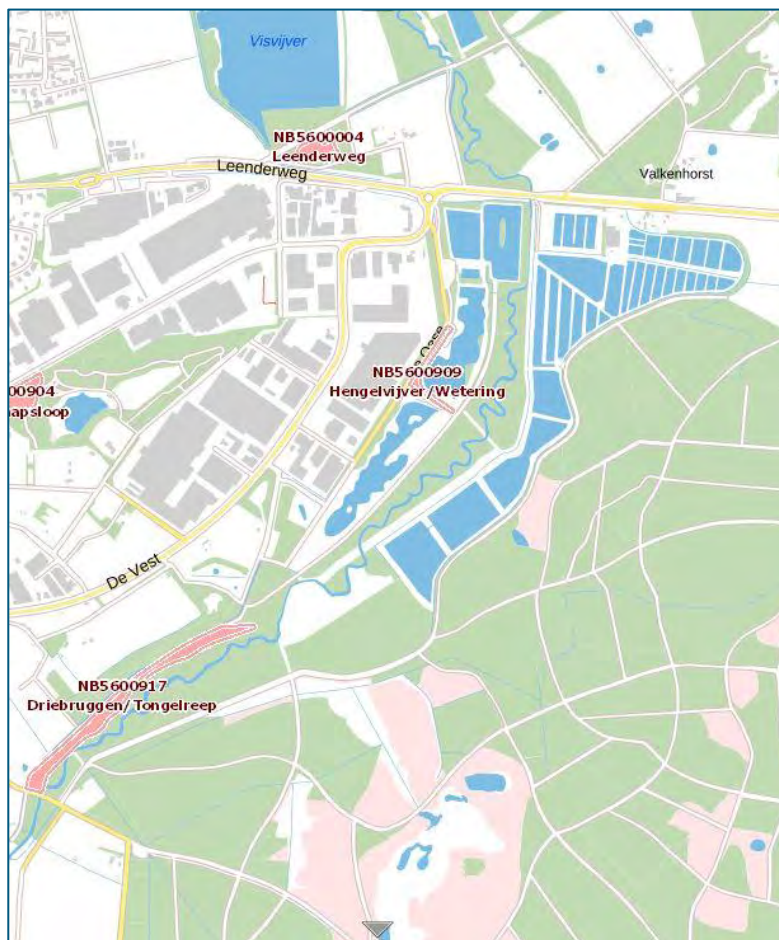 Visvijver
NB5600004
Leenderweg
Leenderweg
Valkenhorst
NB5600909
Hengelvijver/Wetering
00904
apsloop
De Vest
NB5600917
Driebruggen/Tongelreep